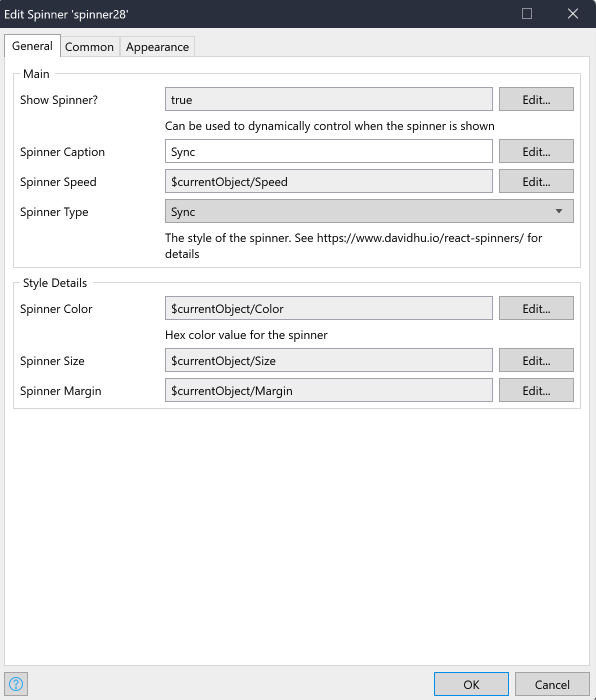 Edit Spinner 'spinner28'
General Common Appearance
Main
Show Spinner? true Edit...
Can be used to dynamically control when the spinner is shown
Spinner Caption Sync Edit...
Spinner Speed $currentObject/Speed Edit...
Spinner Type Sync
The style of the spinner. See https://www.davidhu.io/react-spinners/ for
details
Style Details
Spinner Color $currentObject/Color Edit...
Hex color value for the spinner
Spinner Size $currentObject/Size Edit...
Spinner Margin $currentObject/Margin Edit...
? OK Cancel